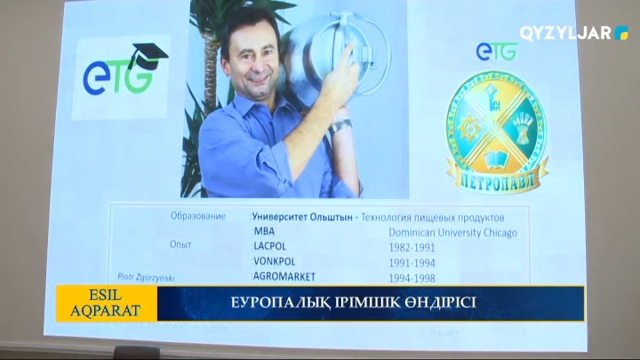 QYZYLJAR
eTG
eTG
ПЕТРОПАВЛ
Образование :Университет Ольштын - Технология пищевых продуктов
:MBA Dominican University Chicago
Опыт :LACPOL 1982-1991
VONKPOL 1991-1994
AGROMARKET 1994-1998
Piotr Zgórzynski
ESIL
AQPARAT
ЕУРОПАЛЫҚ ІРІМШІК ӨНДІРІСІ